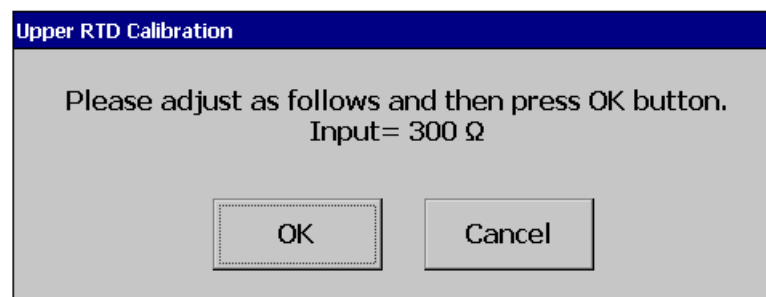 Upper RTD Calibration
Please adjust as follows and then press OK button.
Input= 300 Ω
OK
Cancel